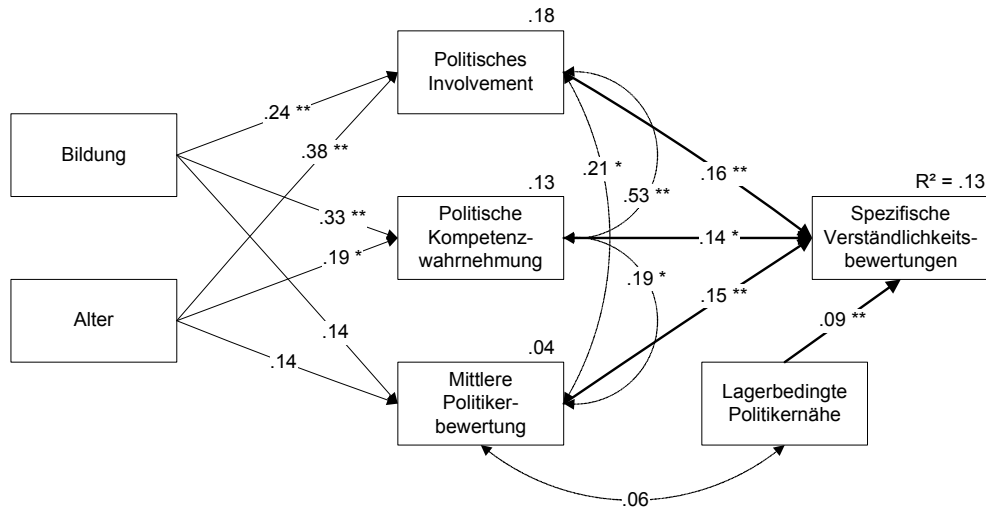 .18
Politisches
Involvement
.24 **
Bildung
.38 **
.21 *
.16 **
.13
R² = .13
.53 **
.33 **
Politische
Kompetenz-
wahrnehmung
.14 *
Spezifische
Verständlichkeits-
bewertungen
.19 *
.19 *
Alter
.15 **
.14
.09 **
.04
.14
Mittlere
Politiker-
bewertung
Lagerbedingte
Politikernähe
.06